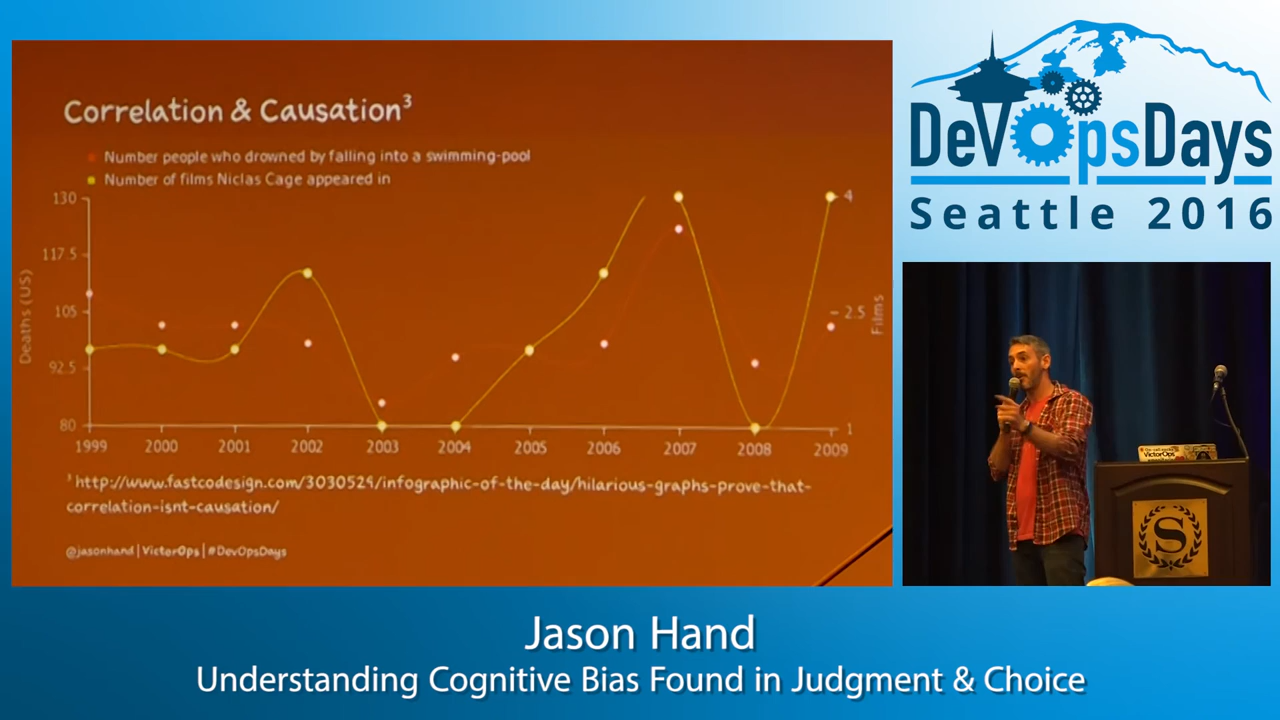 Correlation & Causation³
Number people who drowned by falling into a swimming-pool
Number of films Niclas Cage appeared in
130
117.5
105
92.5
80
Deaths (US)
4
2.5
1
Films
1999 2000 2001 2002 2003 2004 2005 2006 2007 2008 2009
³ http://www.fastcodesign.com/3030529/infographic-of-the-day/hilarious-graphs-prove-that-
correlation-isnt-causation/
@jasonhand | VictorOps | #DevOpsDays
DevOpsDays
Seattle 2016
VictorOps
S
Jason Hand
Understanding Cognitive Bias Found in Judgment & Choice